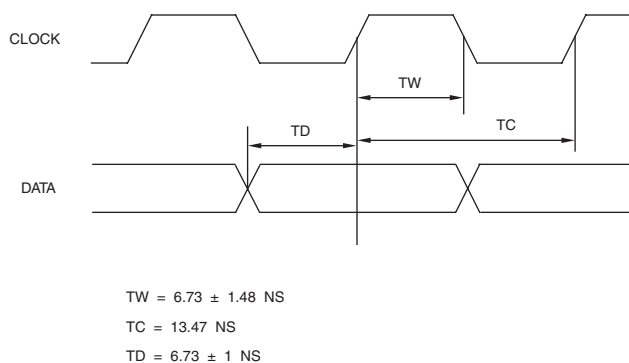 CLOCK
TW
TC
TD
DATA
TW = 6.73 ± 1.48 NS
TC = 13.47 NS
TD = 6.73 ± 1 NS